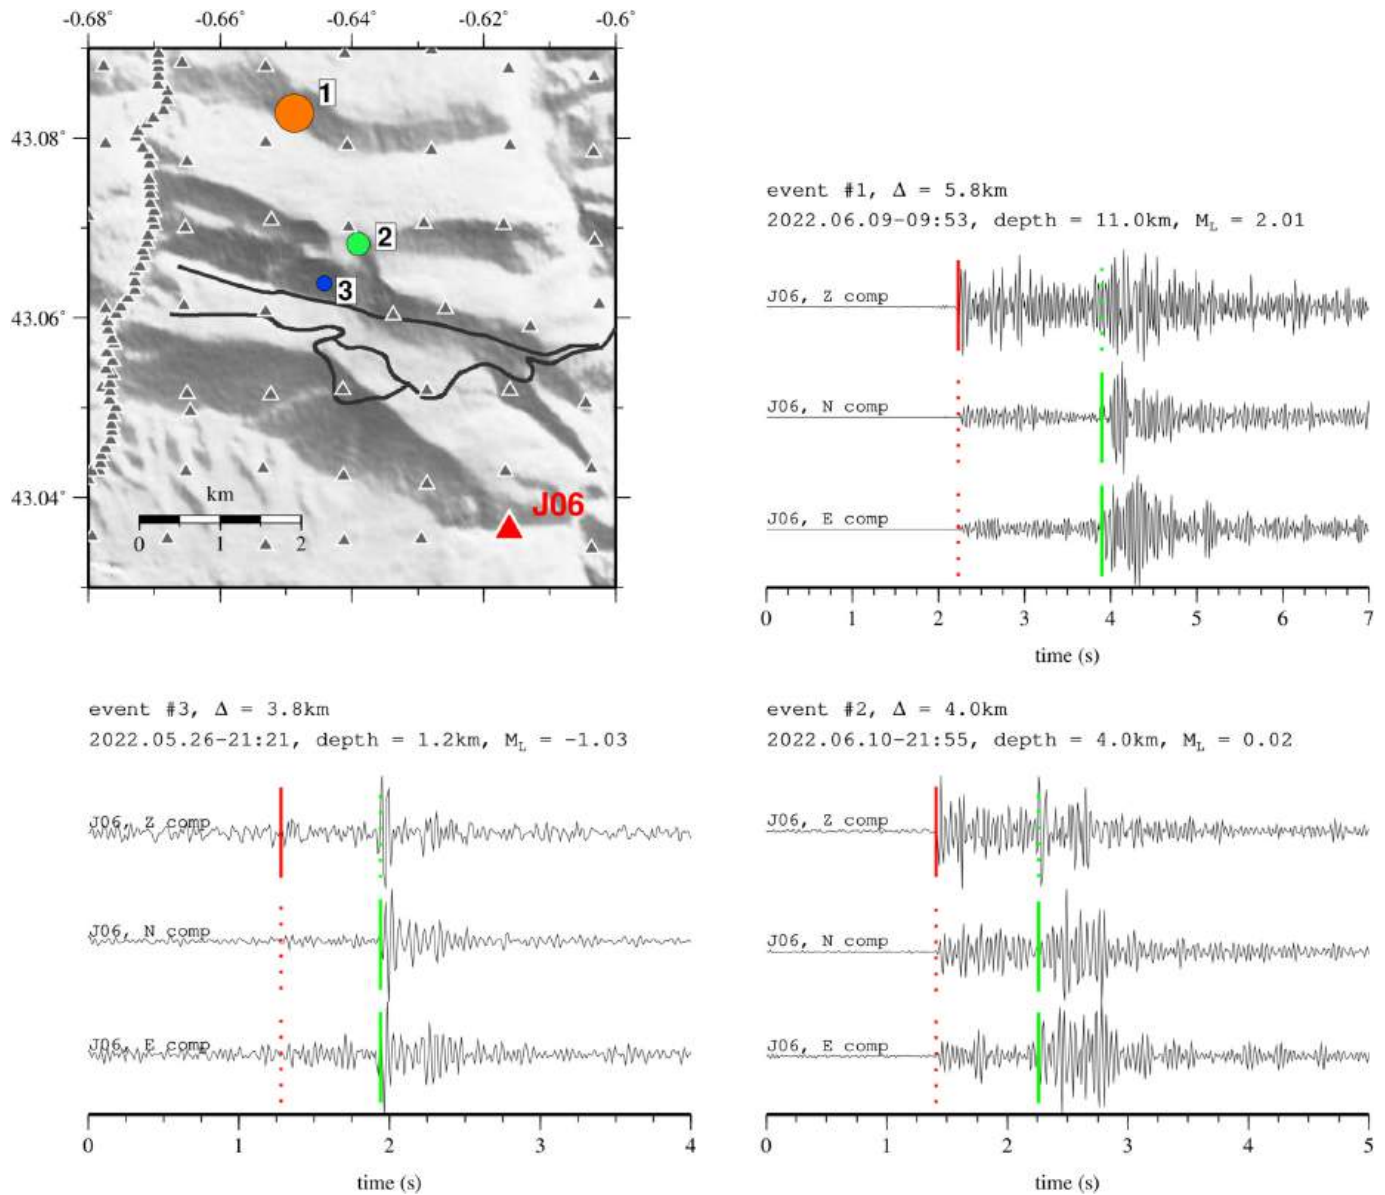 -0.68° -0.66° -0.64° -0.62° -0.6°
43.08°
43.06°
43.04°
1
2
3
km
0 1 2
J06
event #1, Δ = 5.8km
2022.06.09-09:53, depth = 11.0km, M_L = 2.01
J06, Z comp
J06, N comp
J06, E comp
0 1 2 3 4 5 6 7
time (s)
event #3, Δ = 3.8km
2022.05.26-21:21, depth = 1.2km, M_L = -1.03
J06, Z comp
J06, N comp
J06, E comp
0 1 2 3 4
time (s)
event #2, Δ = 4.0km
2022.06.10-21:55, depth = 4.0km, M_L = 0.02
J06, Z comp
J06, N comp
J06, E comp
0 1 2 3 4 5
time (s)